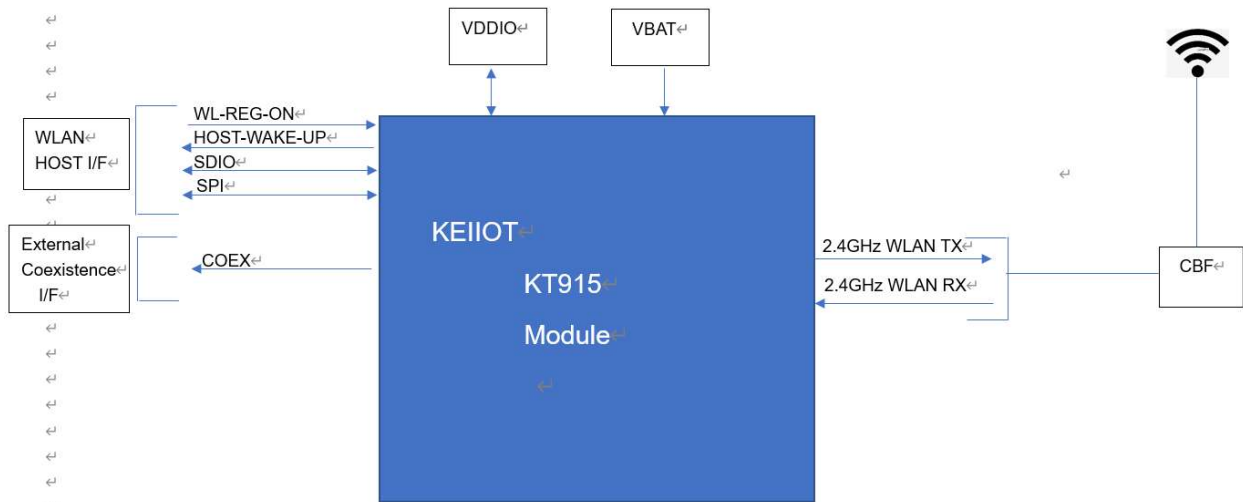 VDDIO
VBAT
WLAN
HOST I/F
WL-REG-ON
HOST-WAKE-UP
SDIO
SPI
External
Coexistence
I/F
COEX
KEIIOT
KT915
Module
2.4GHz WLAN TX
2.4GHz WLAN RX
CBF